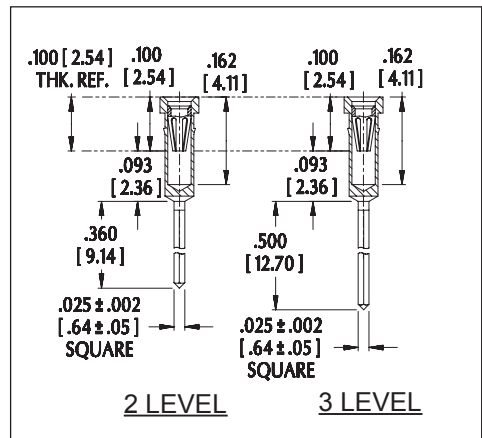 .100 [ 2.54 ]
THK. REF.
.100
[ 2.54 ]
.162
[ 4.11 ]
.100
[ 2.54 ]
.162
[ 4.11 ]
.093
[ 2.36 ]
.093
[ 2.36 ]
.360
[ 9.14 ]
.500
[ 12.70 ]
.025 ± .002
[ .64 ± .05 ]
SQUARE
.025 ± .002
[ .64 ± .05 ]
SQUARE
2 LEVEL
3 LEVEL